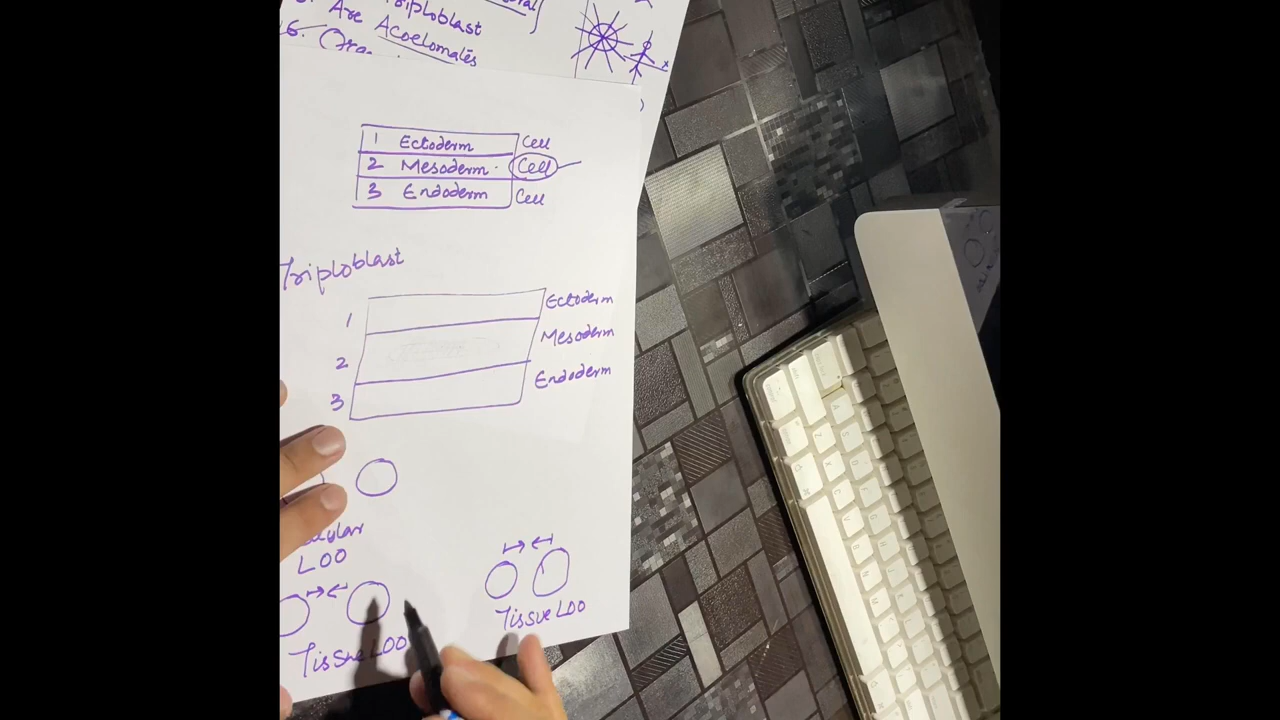 Are Triploblast
6. Acoelomates
1 Ectoderm Cell
2 Mesoderm Cell
3 Endoderm Cell
Triploblast
1 Ectoderm
2 Mesoderm
3 Endoderm
LOO
Tissue LOO
Tissue LOO